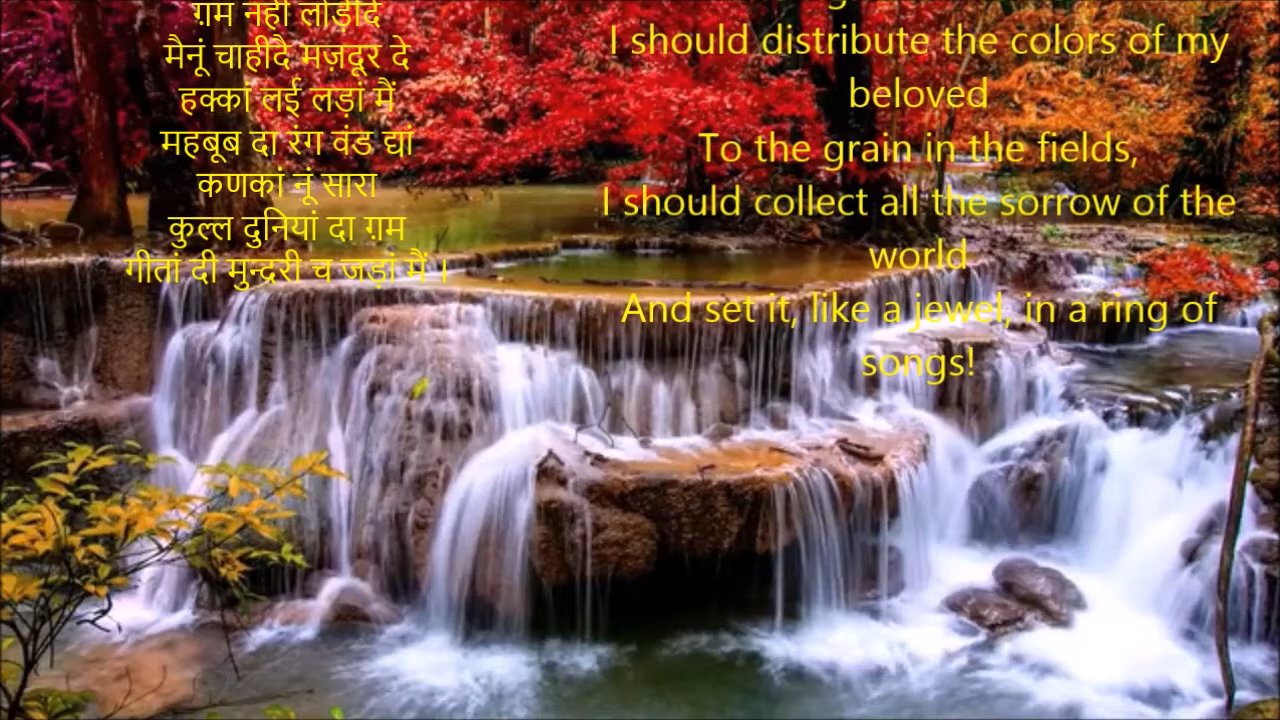 ग़म नहीं लोड़ीदे
मैनूं चाहीदै मज़दूर दे
हक्कां लई लड़ां मैं
महबूब दा रंग वंड द्यां
कणकां नूं सारा
कुल्ल दुनियां दा ग़म
गीतां दी मुन्दरी च जड़ां मैं ।
I should distribute the colors of my
beloved
To the grain in the fields,
I should collect all the sorrow of the
world
And set it, like a jewel, in a ring of
songs!